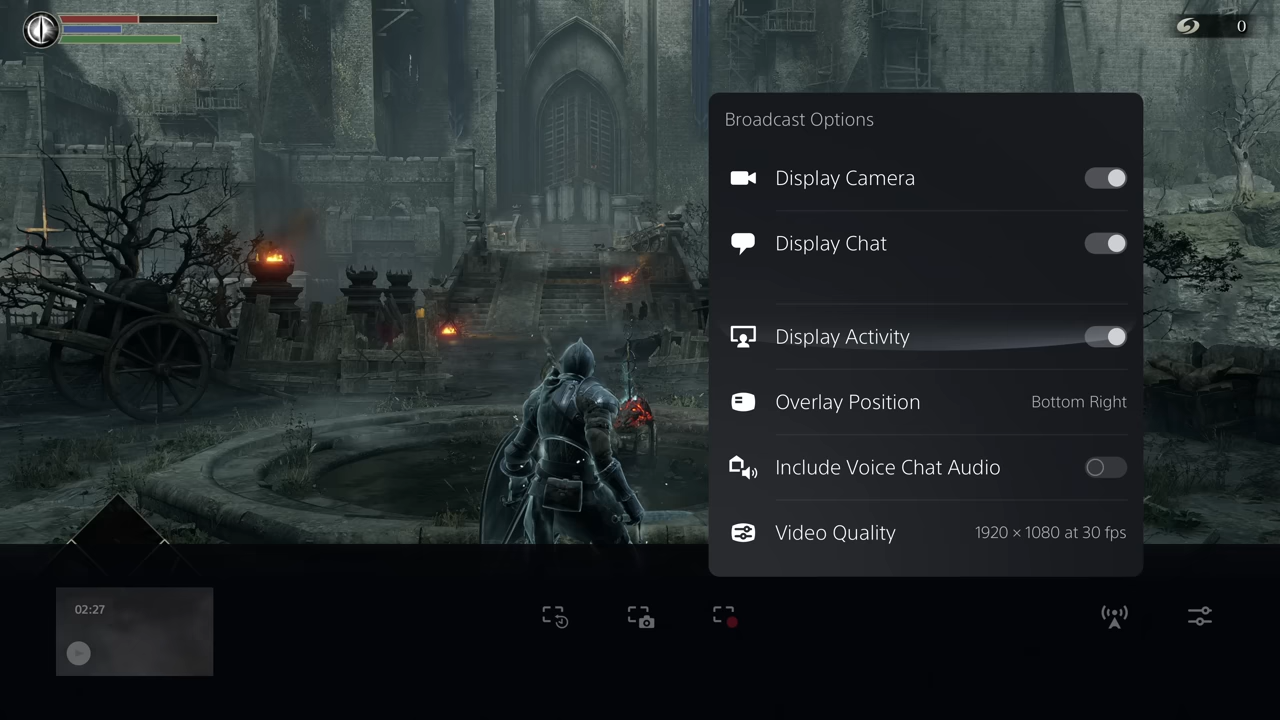 0
Broadcast Options
Display Camera
Display Chat
Display Activity
Overlay Position Bottom Right
Include Voice Chat Audio
Video Quality 1920 × 1080 at 30 fps
02:27